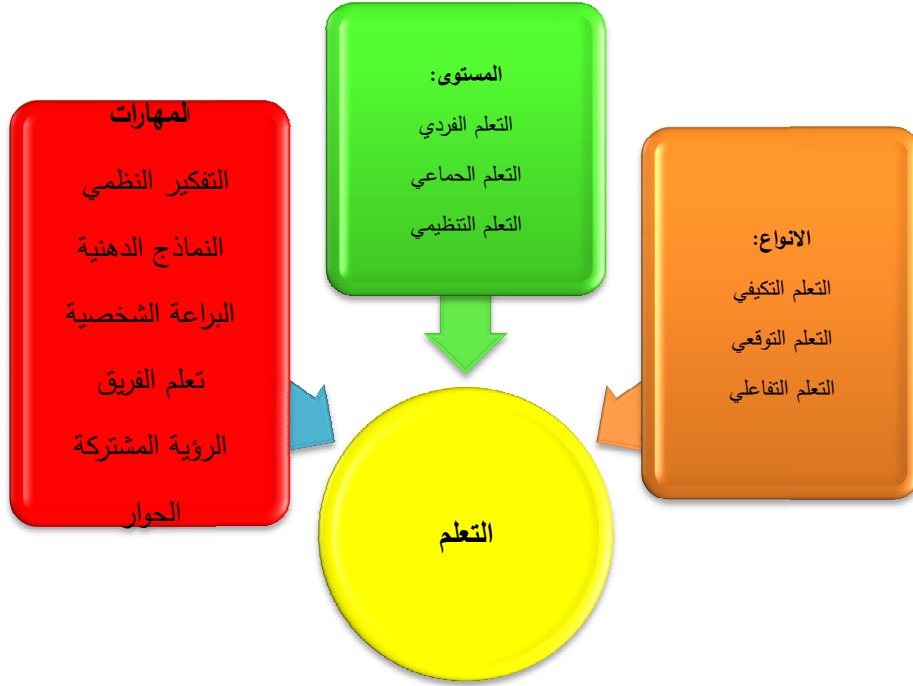 المستوى:
التعلم الفردي
التعلم الحماعي
التعلم التنظيمي
الانواع:
التعلم التكيفي
التعلم التوقعي
التعلم التفاعلي
المهارات
التفكير النظمي
النماذج الدهنية
البراعة الشخصية
تعلم الفريق
الرؤية المشتركة
الحوار
التعلم